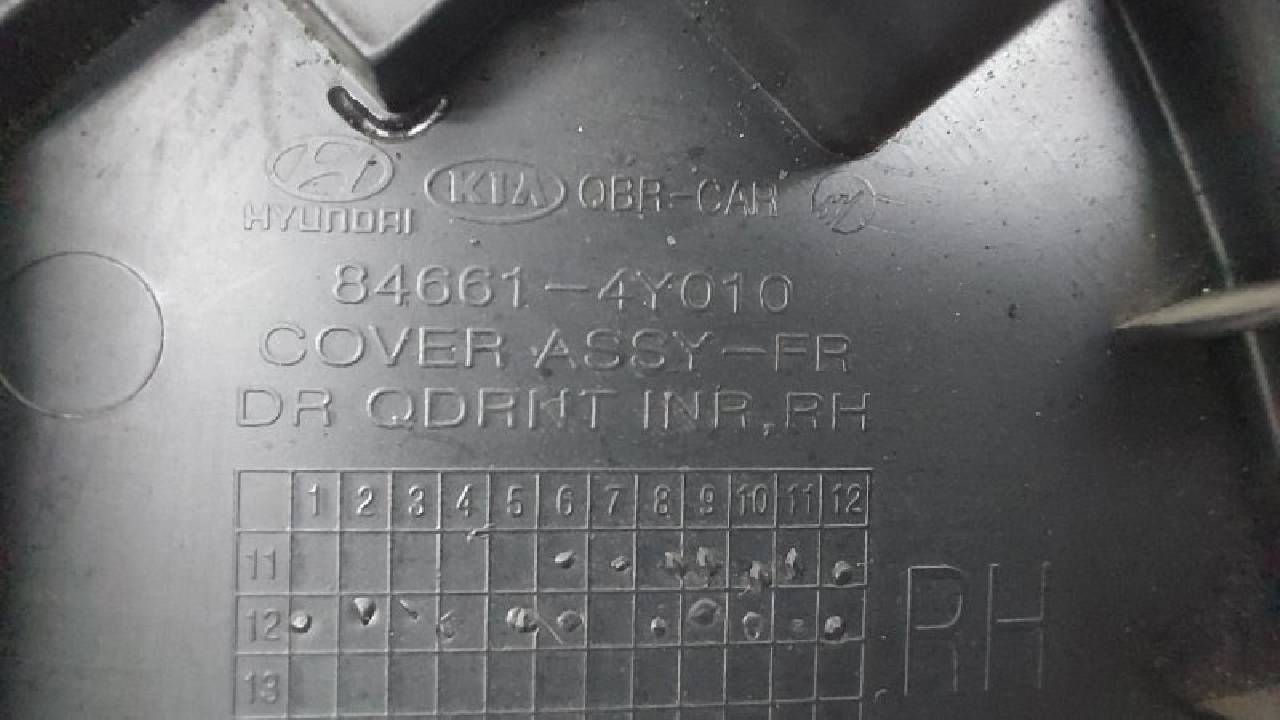 HYUNDAI KIA QBR-CAR
84661-4Y010
COVER ASSY-FR
DR QDRNT INR,RH
1 2 3 4 5 6 7 8 9 10 11 12
11
12
13
RH